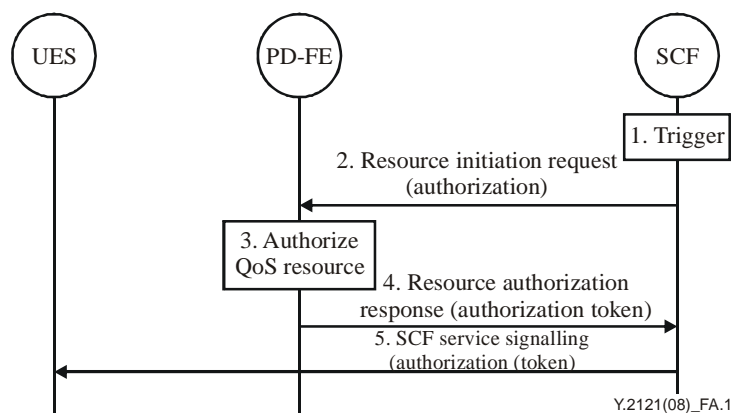 UES
PD-FE
SCF
1. Trigger
2. Resource initiation request
(authorization)
3. Authorize
QoS resource
4. Resource authorization
response (authorization token)
5. SCF service signalling
(authorization (token)
Y.2121(08)_FA.1